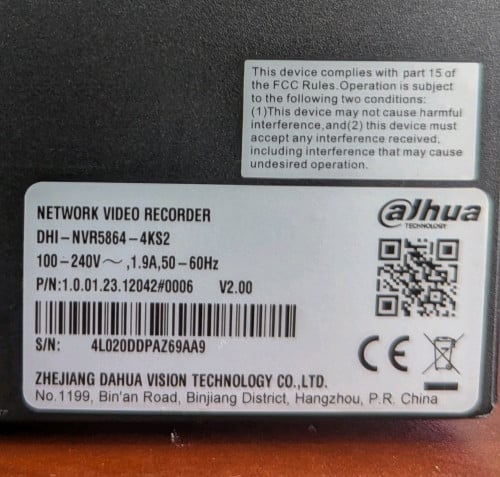 This device complies with part 15 of
the FCC Rules.Operation is subject
to the following two conditions:
(1)This device may not cause harmful
interference,and(2) this device must
accept any interference received,
including interference that may cause
undesired operation.
NETWORK VIDEO RECORDER
alhua
TECHNOLOGY
DHI-NVR5864-4KS2
100-240V～,1.9A,50-60Hz
P/N:1.0.01.23.12042#0006 V2.00
S/N: 4L020DDPAZ69AA9
CE
ZHEJIANG DAHUA VISION TECHNOLOGY CO.,LTD.
No.1199, Bin'an Road, Binjiang District, Hangzhou, P.R. China